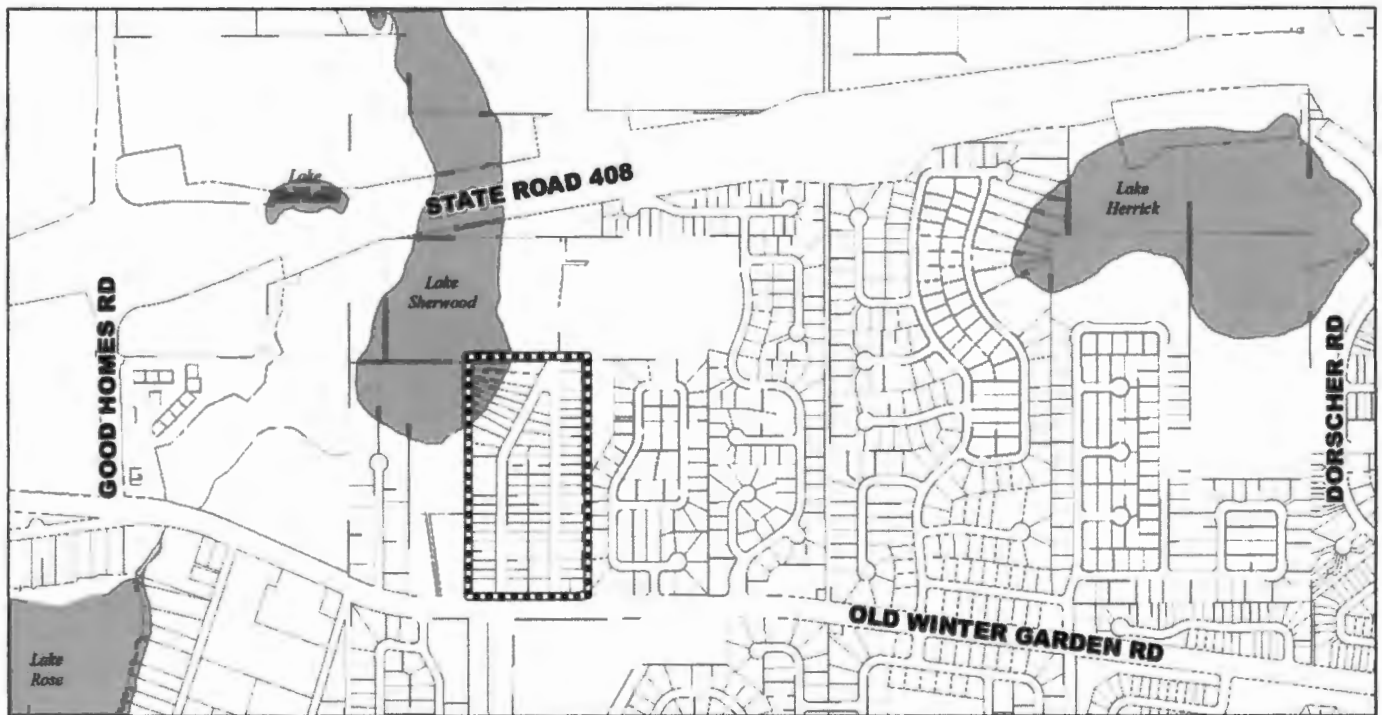 Lake
STATE ROAD 408
Lake
Herrick
Lake
Sherwood
GOOD HOMES RD
DORSCHER RD
OLD WINTER GARDEN RD
Lake
Rose